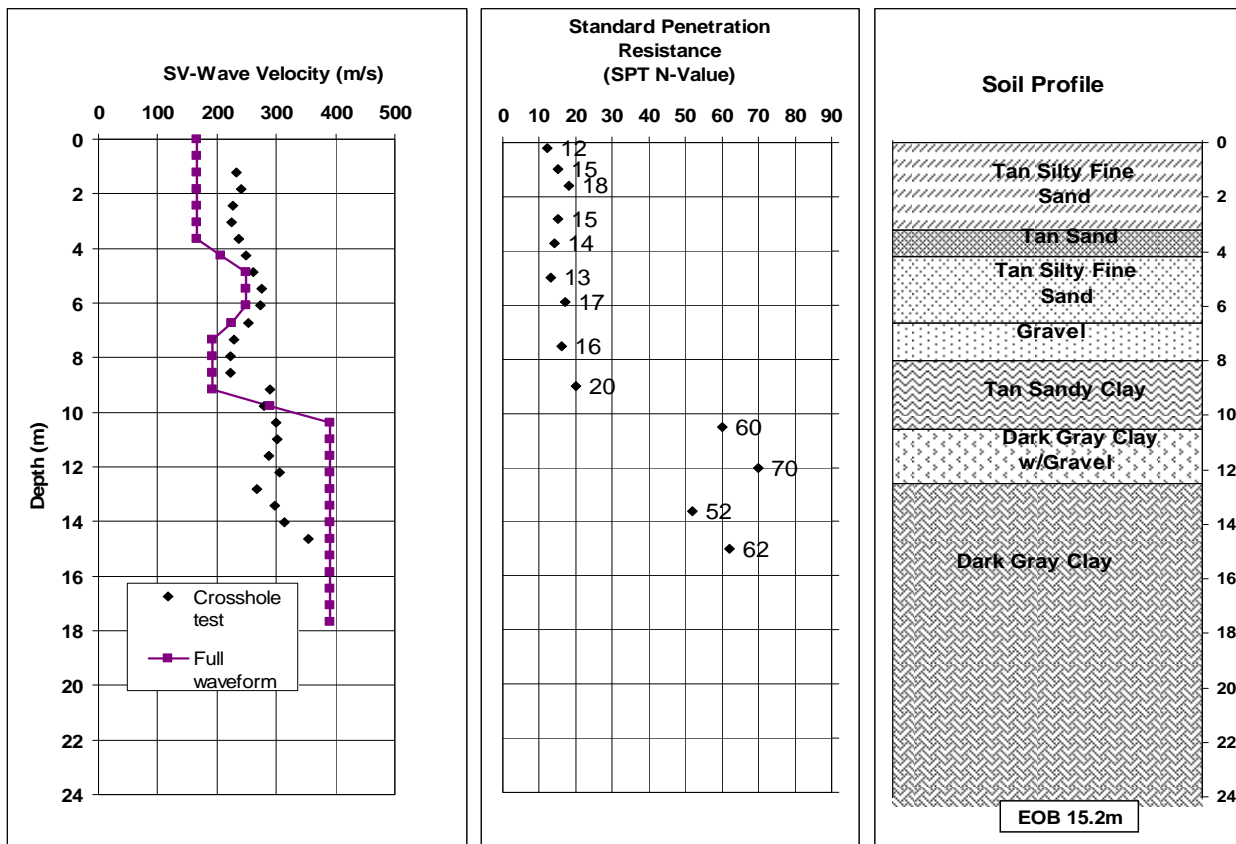 SV-Wave Velocity (m/s)
0 100 200 300 400 500
0
2
4
6
8
10
12
14
16
18
20
22
24
Depth (m)
Crosshole
test
Full
waveform
Standard Penetration
Resistance
(SPT N-Value)
0 10 20 30 40 50 60 70 80 90
12
15
18
15
14
13
17
16
20
60
70
52
62
Soil Profile
Tan Silty Fine
Sand
Tan Sand
Tan Silty Fine
Sand
Gravel
Tan Sandy Clay
Dark Gray Clay
w/Gravel
Dark Gray Clay
0
2
4
6
8
10
12
14
16
18
20
22
24
EOB 15.2m